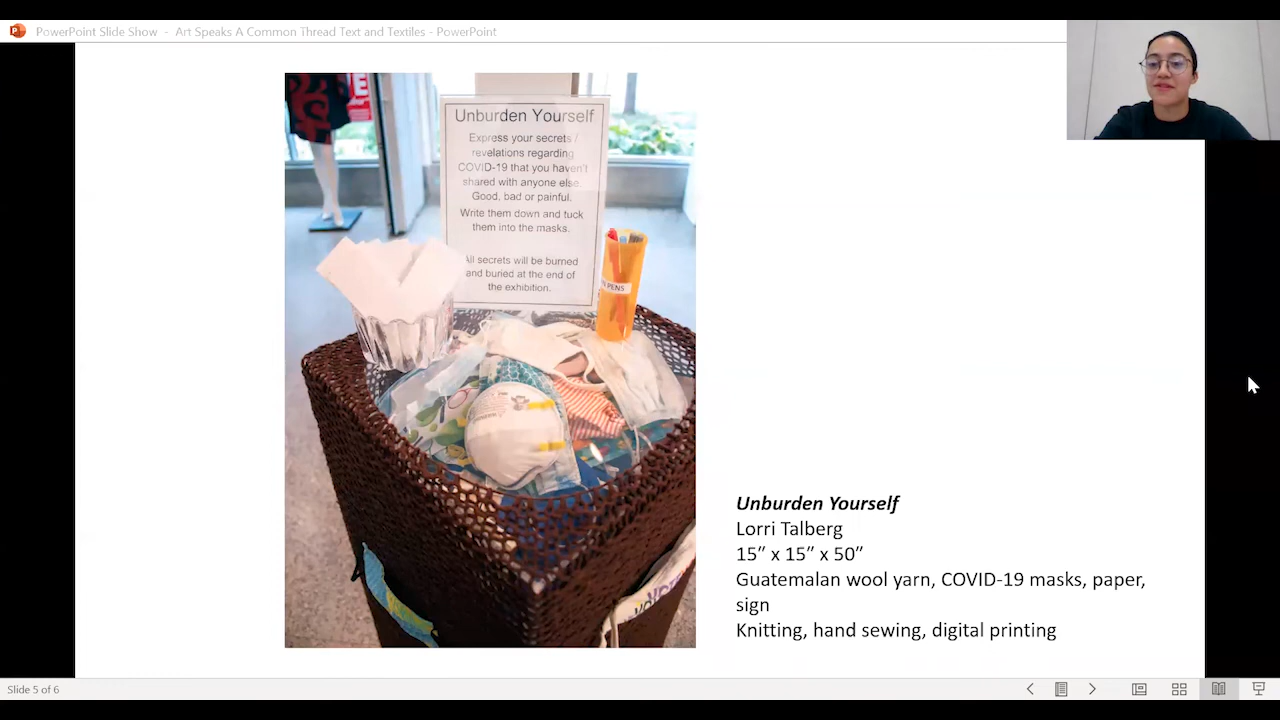 PowerPoint Slide Show - Art Speaks A Common Thread Text and Textiles - PowerPoint
Unburden Yourself
Express your secrets /
revelations regarding
COVID-19 that you haven't
shared with anyone else.
Good, bad or painful.
Write them down and tuck
them into the masks.
All secrets will be burned
and buried at the end of
the exhibition.
PENS
Unburden Yourself
Lorri Talberg
15” x 15” x 50”
Guatemalan wool yarn, COVID-19 masks, paper,
sign
Knitting, hand sewing, digital printing
Slide 5 of 6